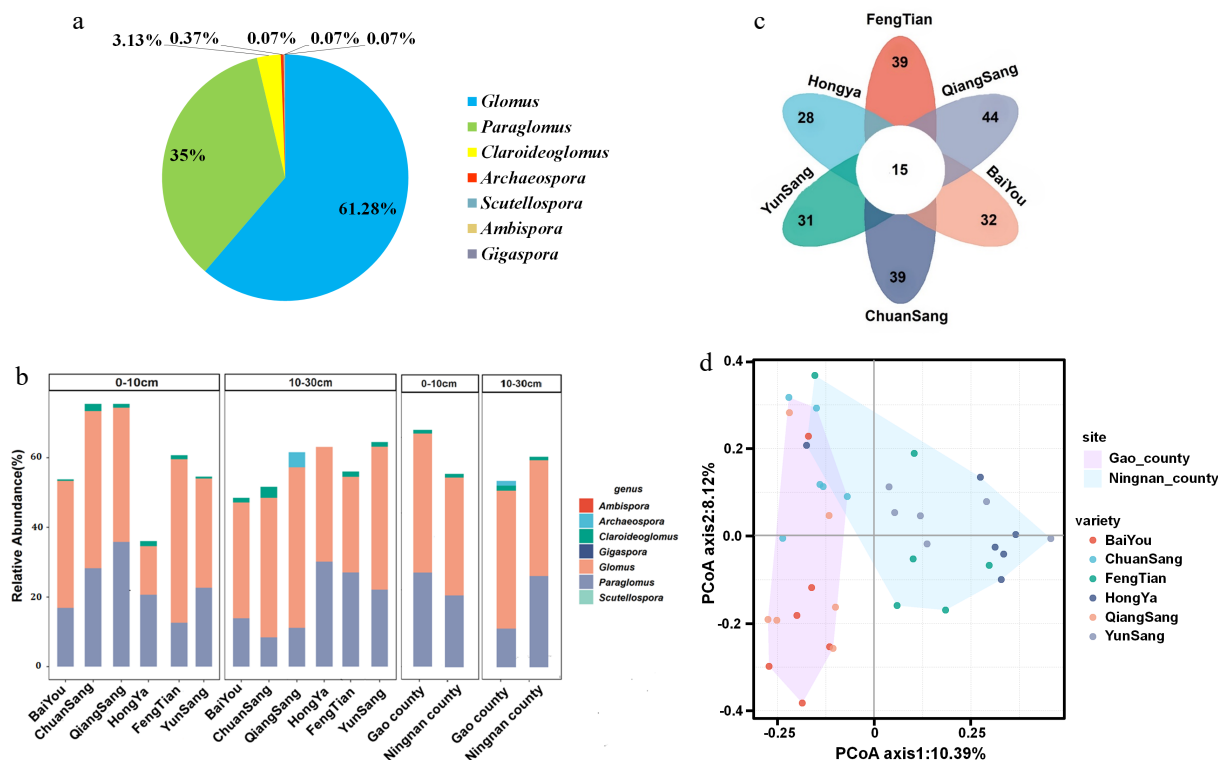 a
3.13%
0.37%
0.07%
0.07%
0.07%
35%
61.28%
Glomus
Paraglomus
Claroideoglomus
Archaeospora
Scutellospora
Ambispora
Gigaspora
c
FengTian
39
Hongya
28
QiangSang
44
15
YunSang
31
BaiYou
32
39
ChuanSang
b
0-10cm
10-30cm
0-10cm
10-30cm
Relative Abundance(%)
60
40
20
0
BaiYou
ChuanSang
QiangSang
HongYa
FengTian
YunSang
BaiYou
ChuanSang
QiangSang
HongYa
FengTian
YunSang
Gao county
Ningnan county
Gao county
Ningnan county
genus
Ambispora
Archaeospora
Claroideoglomus
Gigaspora
Glomus
Paraglomus
Scutellospora
d
PCoA axis2:8.12%
0.4
0.2
0.0
-0.2
-0.4
-0.25
0
0.25
PCoA axis1:10.39%
site
Gao_county
Ningnan_county
variety
BaiYou
ChuanSang
FengTian
HongYa
QiangSang
YunSang